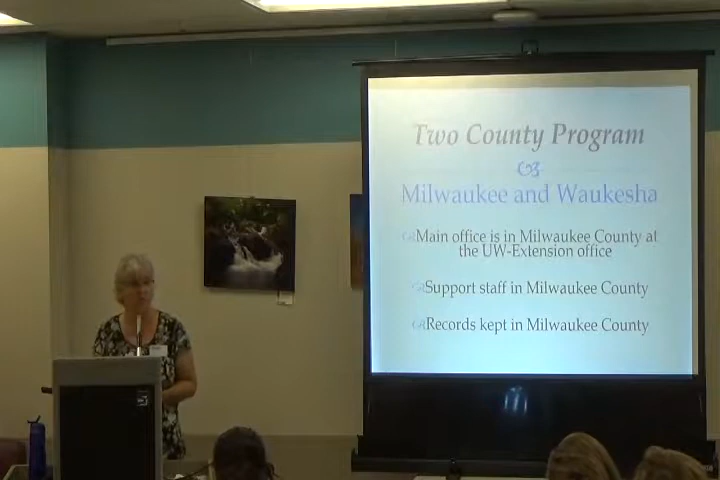 Two County Program
Milwaukee and Waukesha
Main office is in Milwaukee County at
the UW-Extension office
Support staff in Milwaukee County
Records kept in Milwaukee County